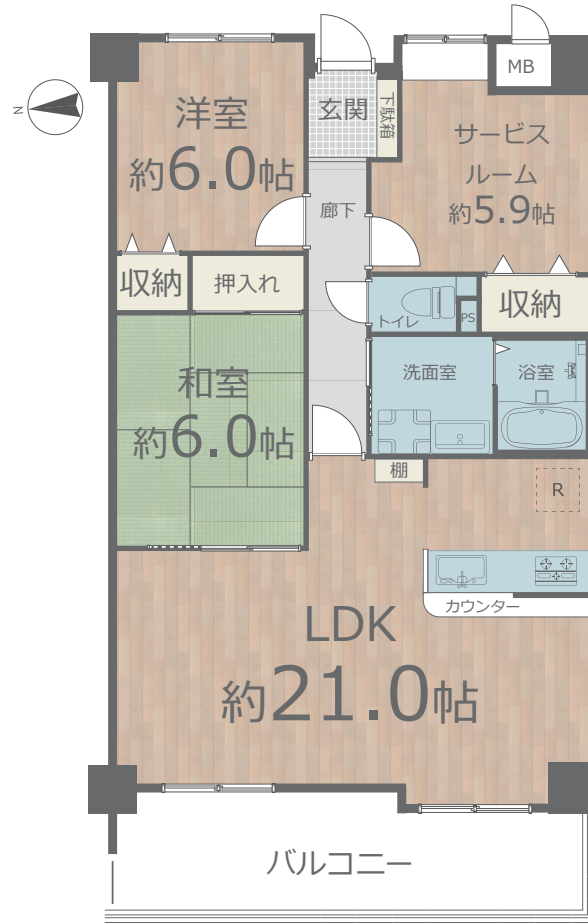 MB
N
洋室
約6.0帖
玄関
下駄箱
サービス
ルーム
約5.9帖
廊下
収納
押入れ
トイレ
PS
収納
和室
約6.0帖
洗面室
浴室
棚
R
カウンター
LDK
約21.0帖
バルコニー